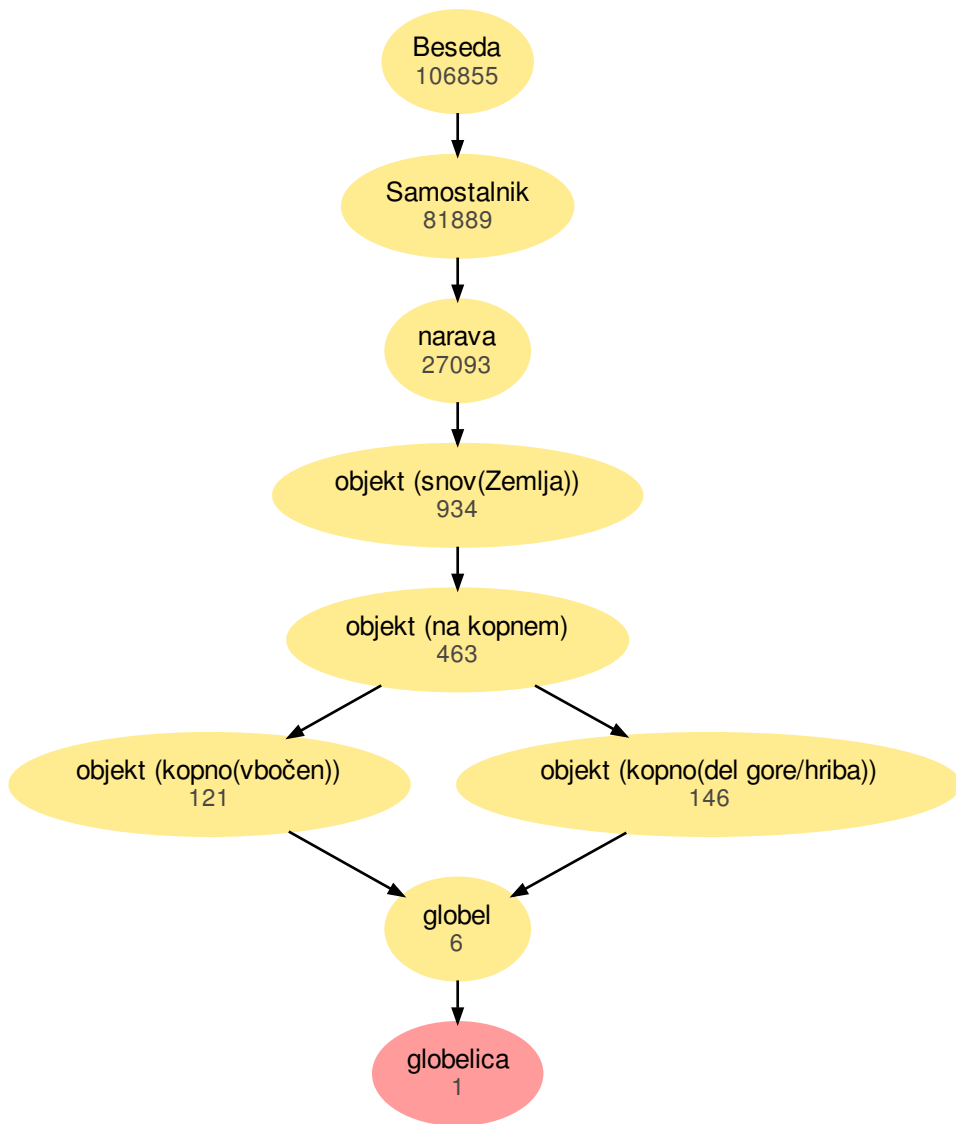 Beseda
106855
Samostalnik
81889
narava
27093
objekt (snov(Zemlja))
934
objekt (na kopnem)
463
objekt (kopno(vbočen))
121
objekt (kopno(del gore/hriba))
146
globel
6
globelica
1